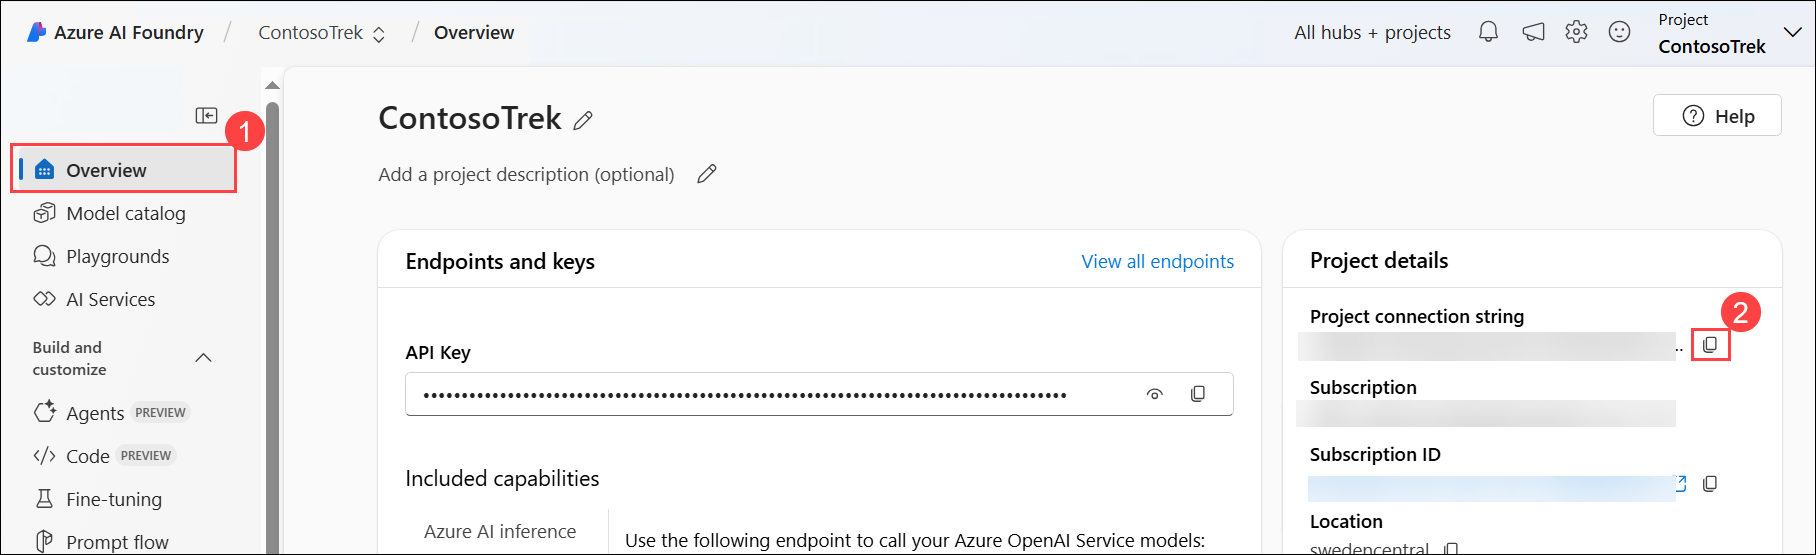 Azure AI Foundry / ContosoTrek / Overview
All hubs + projects
Project
ContosoTrek
1
Overview
Model catalog
Playgrounds
AI Services
Build and
customize
Agents PREVIEW
Code PREVIEW
Fine-tuning
Prompt flow
ContosoTrek
Help
Add a project description (optional)
Endpoints and keys
View all endpoints
API Key
Included capabilities
Azure AI inference
Use the following endpoint to call your Azure OpenAI Service models:
Project details
Project connection string
..
2
Subscription
Subscription ID
Location
swedencentral